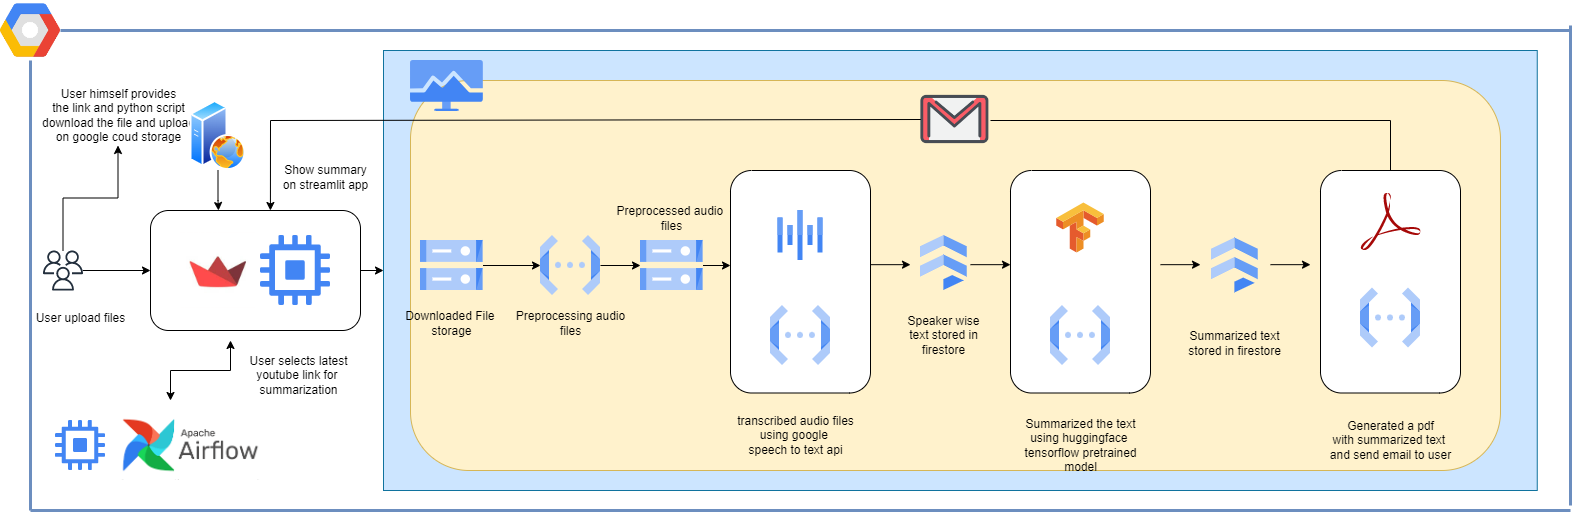 User himself provides
the link and python script
download the file and upload
on google coud storage
Show summary
on streamlit app
User upload files
User selects latest
youtube link for
summarization
Apache
Airflow
Downloaded File
storage
Preprocessing audio
files
Preprocessed audio
files
transcribed audio files
using google
speech to text api
Speaker wise
text stored in
firestore
Summarized the text
using huggingface
tensorflow pretrained
model
Summarized text
stored in firestore
Generated a pdf
with summarized text
and send email to user